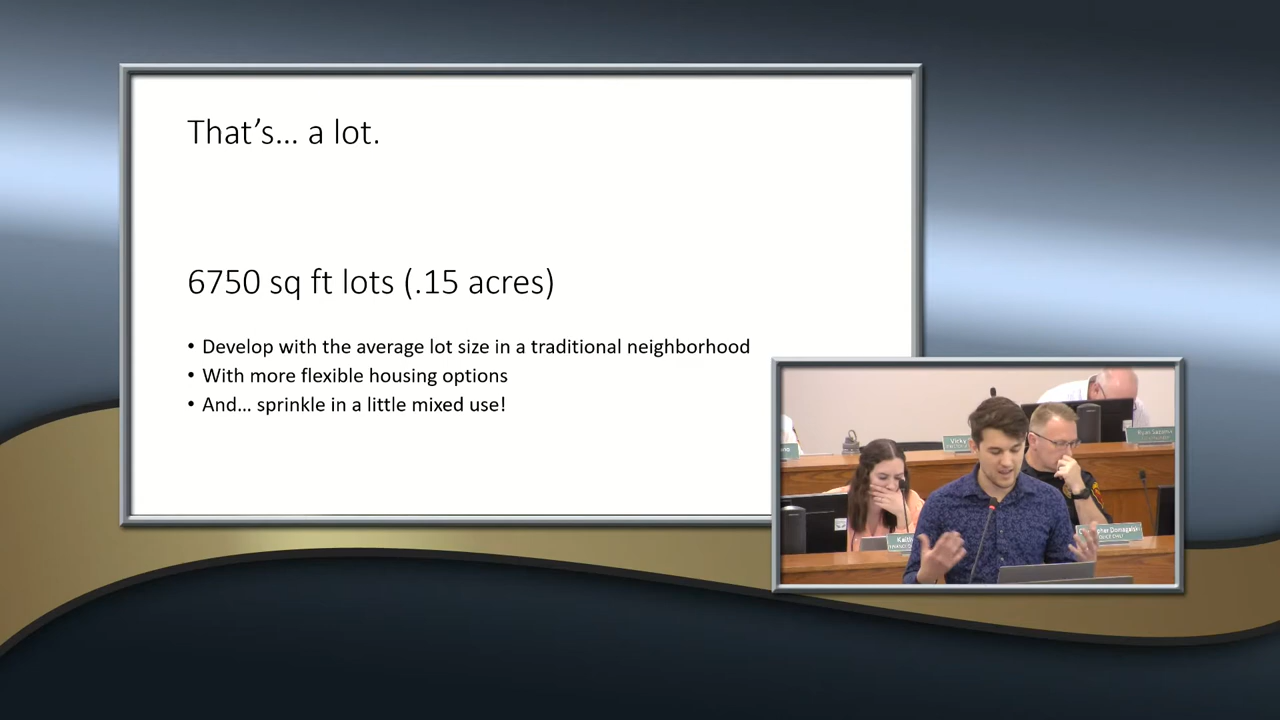 That's... a lot.
6750 sq ft lots (.15 acres)
• Develop with the average lot size in a traditional neighborhood
• With more flexible housing options
• And... sprinkle in a little mixed use!
Vicky